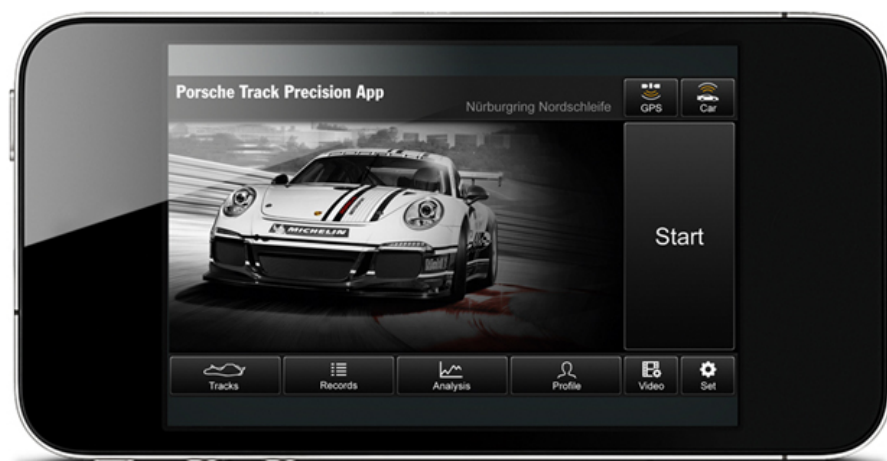 Porsche Track Precision App
Nürburgring Nordschleife
GPS
Car
MICHELIN
Start
Tracks
Records
Analysis
Profile
Video
Set